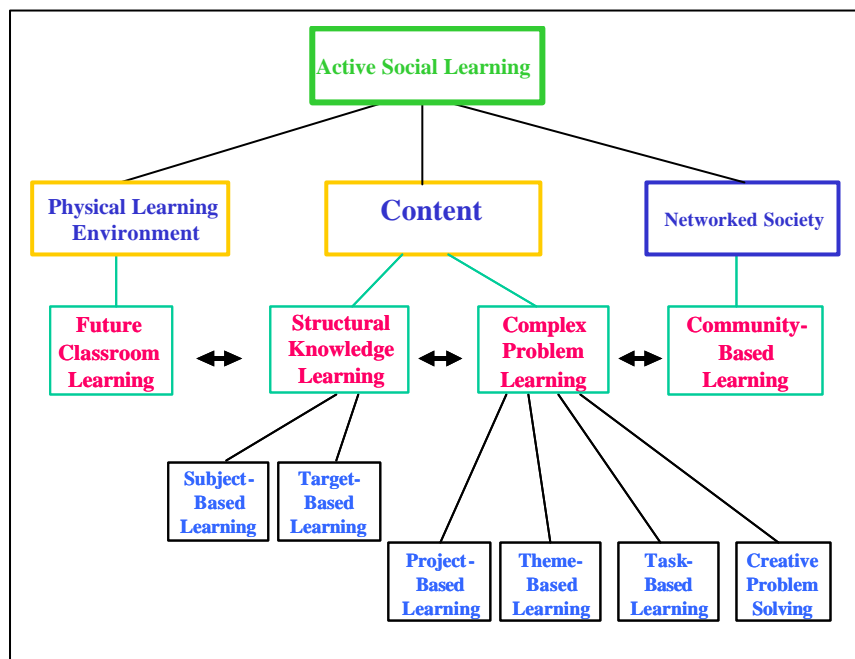 Active Social Learning
Physical Learning
Environment
Content
Networked Society
Future
Classroom
Learning
Structural
Knowledge
Learning
Complex
Problem
Learning
Community-
Based
Learning
Subject-
Based
Learning
Target-
Based
Learning
Project-
Based
Learning
Theme-
Based
Learning
Task-
Based
Learning
Creative
Problem
Solving